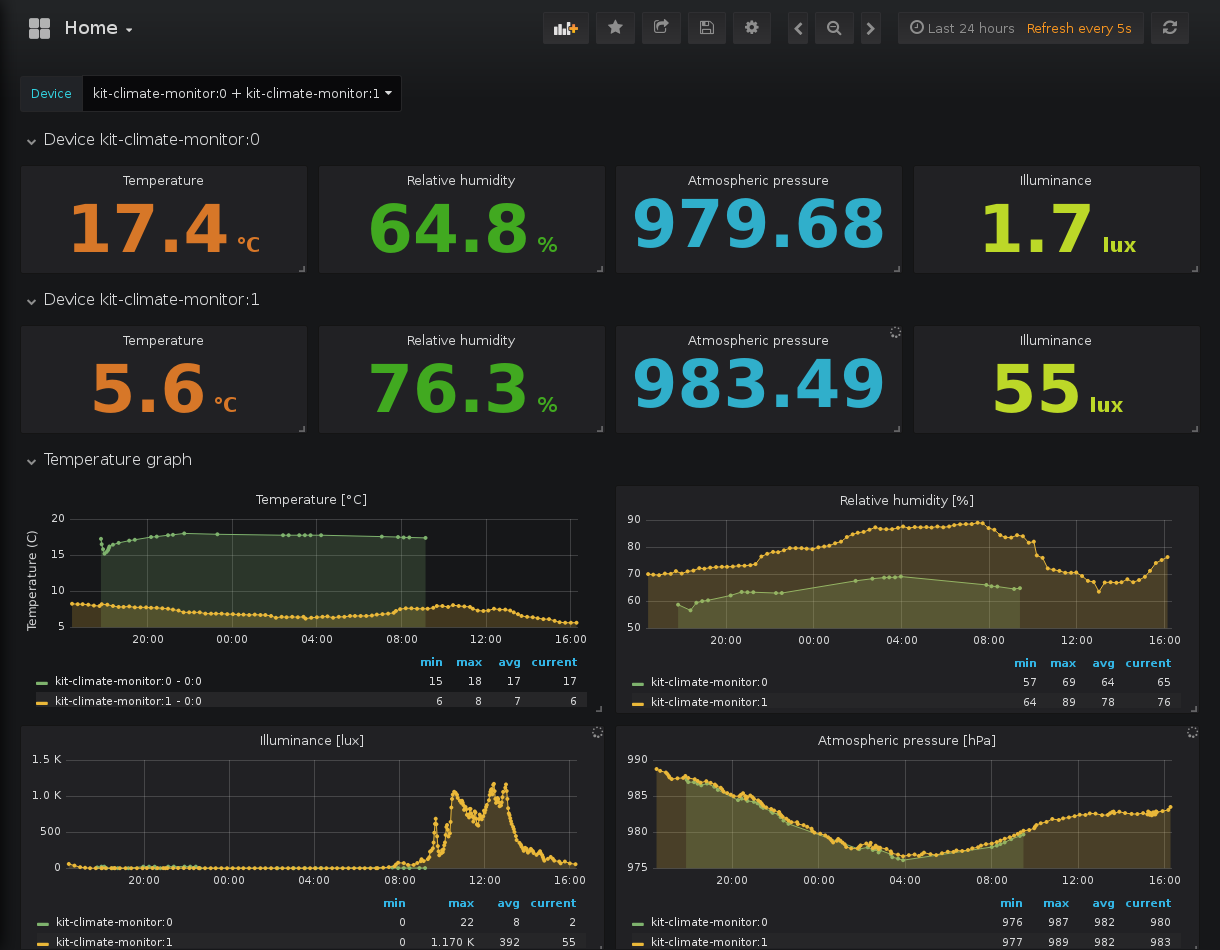 Home
Last 24 hours Refresh every 5s
Device kit-climate-monitor:0 + kit-climate-monitor:1
Device kit-climate-monitor:0
Temperature Relative humidity Atmospheric pressure Illuminance
17.4 °C 64.8 % 979.68 1.7 lux
Device kit-climate-monitor:1
Temperature Relative humidity Atmospheric pressure Illuminance
5.6 °C 76.3 % 983.49 55 lux
Temperature graph
Temperature [°C]
Temperature (C)
20
15
10
5
20:00 00:00 04:00 08:00 12:00 16:00
min max avg current
kit-climate-monitor:0 - 0:0 15 18 17 17
kit-climate-monitor:1 - 0:0 6 8 7 6
Relative humidity [%]
90
80
70
60
50
20:00 00:00 04:00 08:00 12:00 16:00
min max avg current
kit-climate-monitor:0 57 69 64 65
kit-climate-monitor:1 64 89 78 76
Illuminance [lux]
1.5 K
1.0 K
500
0
20:00 00:00 04:00 08:00 12:00 16:00
min max avg current
kit-climate-monitor:0 0 22 8 2
kit-climate-monitor:1 0 1.170 K 392 55
Atmospheric pressure [hPa]
990
985
980
975
20:00 00:00 04:00 08:00 12:00 16:00
min max avg current
kit-climate-monitor:0 976 987 982 980
kit-climate-monitor:1 977 989 982 983